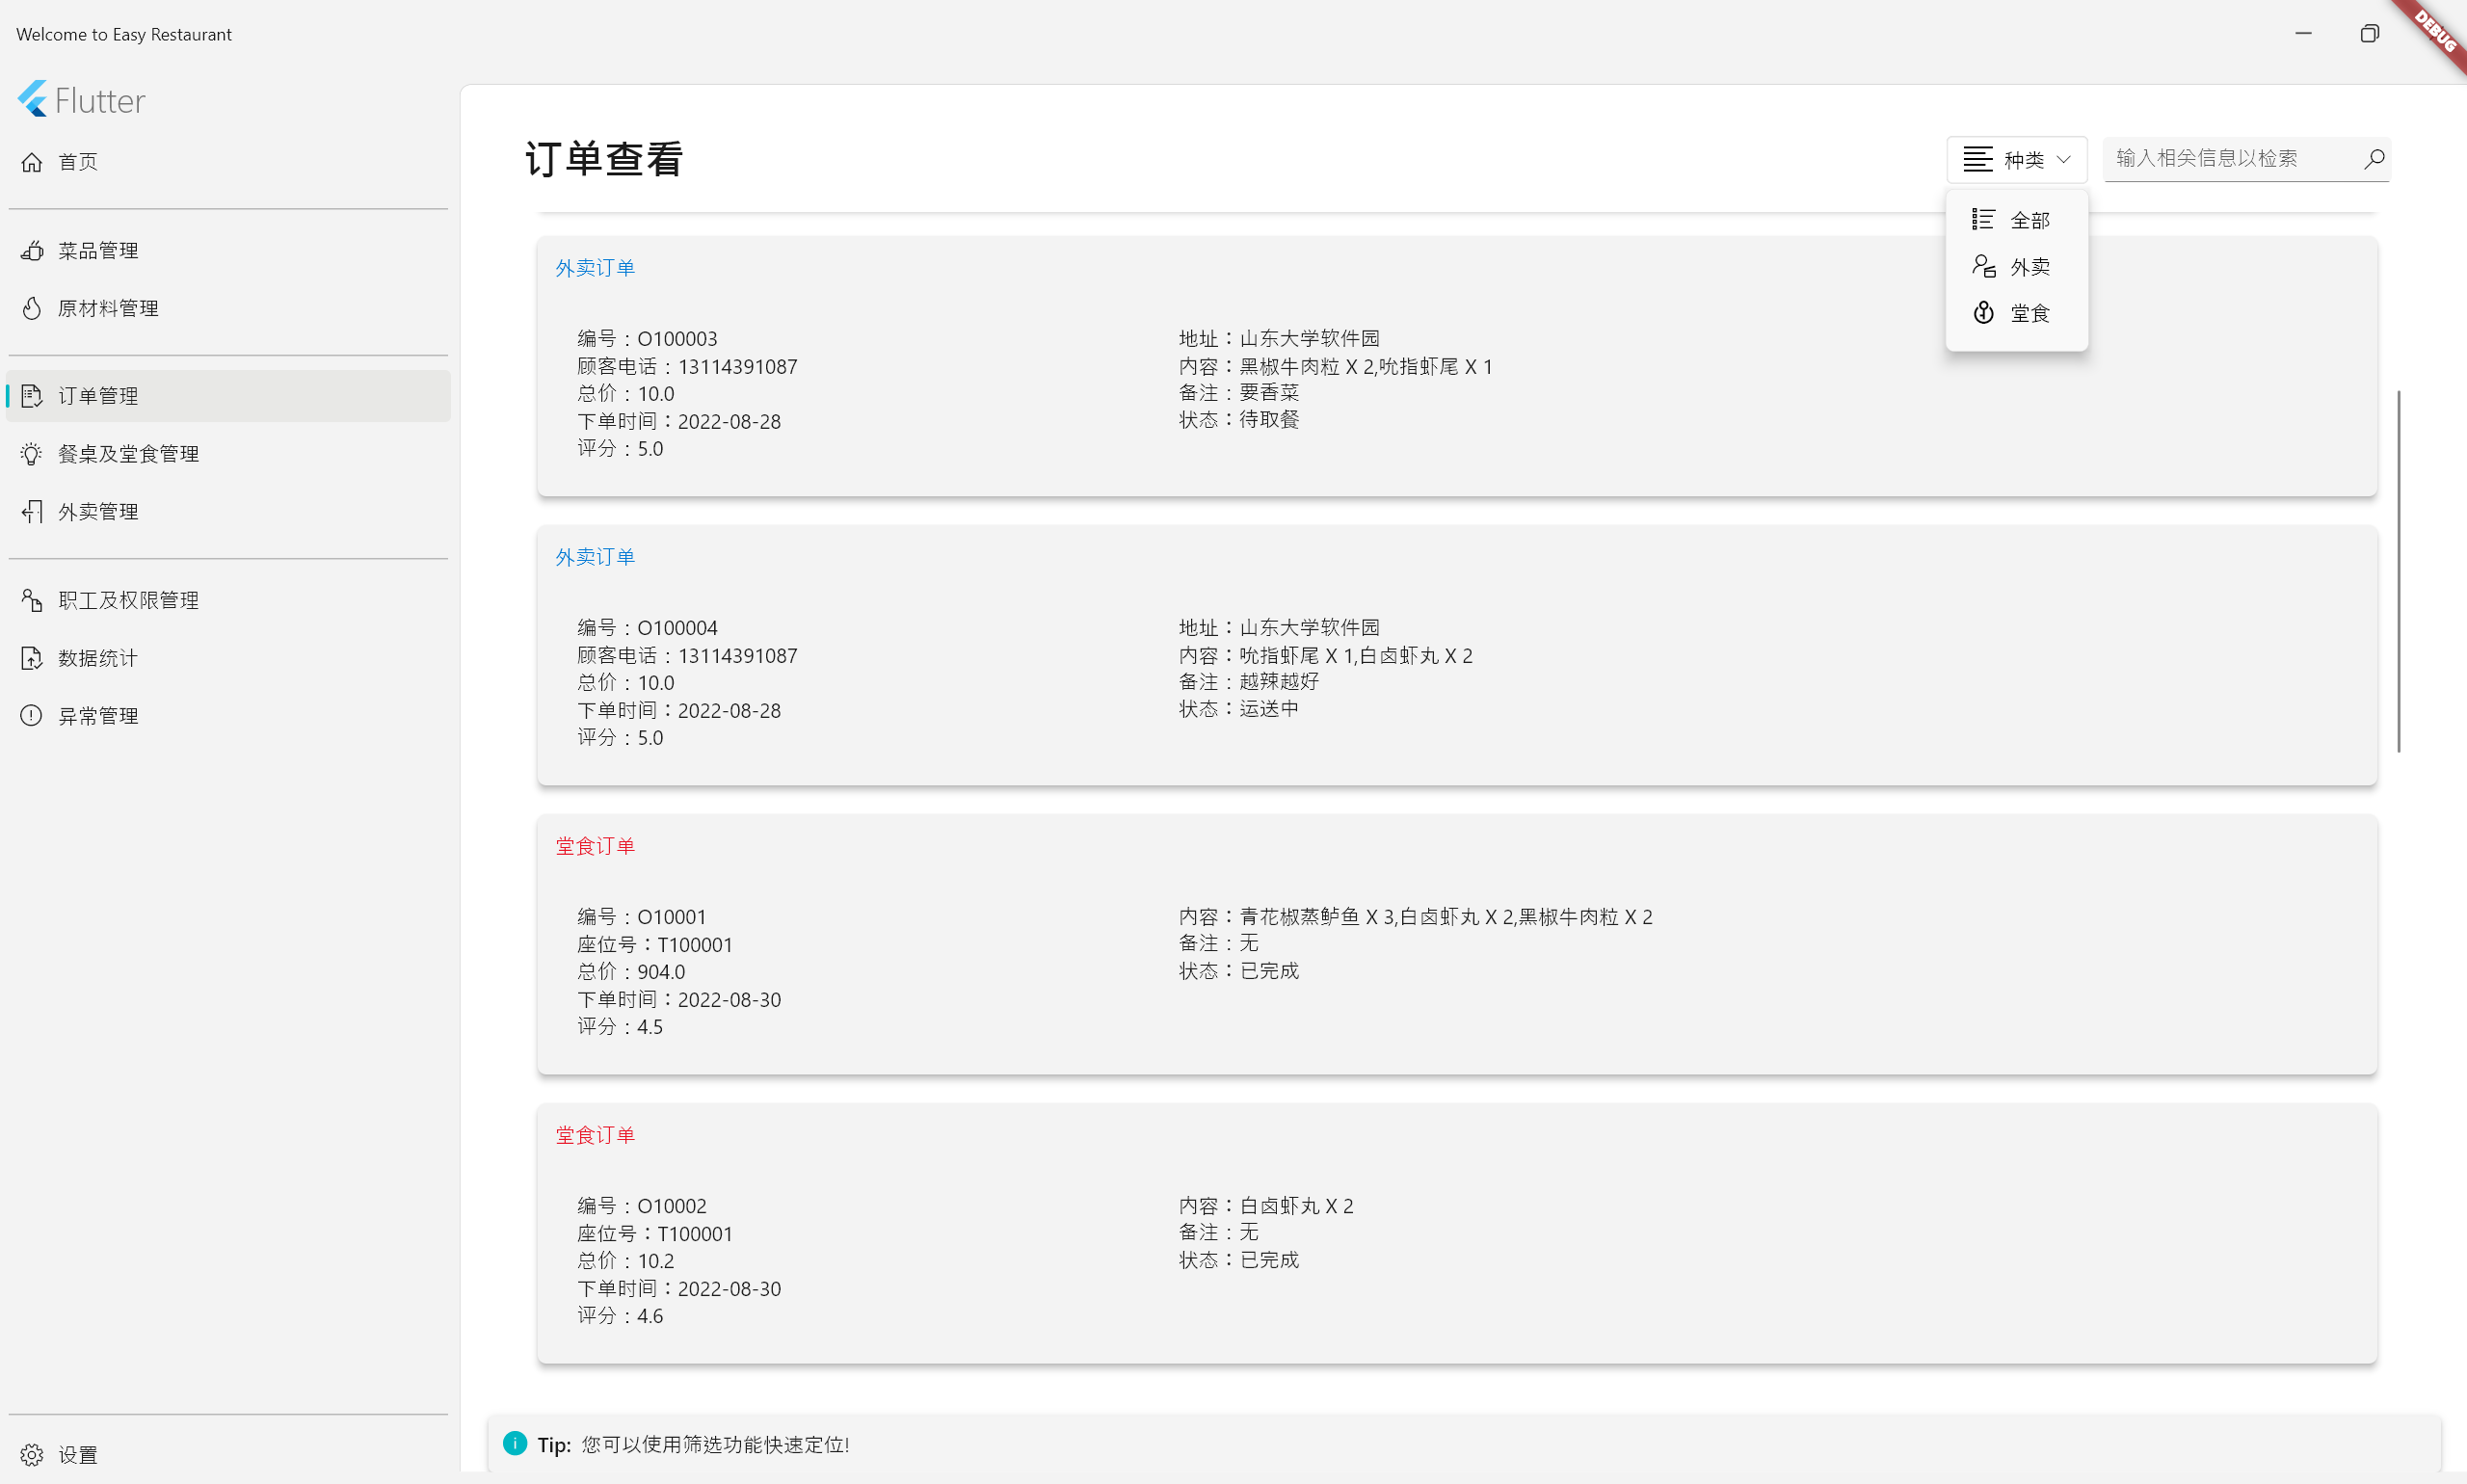 Welcome to Easy Restaurant
DEBUG
Flutter
首页
菜品管理
原材料管理
订单管理
餐桌及堂食管理
外卖管理
职工及权限管理
数据统计
异常管理
设置
订单查看
种类
输入相关信息以检索
全部
外卖
堂食
外卖订单
编号：O100003
顾客电话：13114391087
总价：10.0
下单时间：2022-08-28
评分：5.0
地址：山东大学软件园
内容：黑椒牛肉粒 X 2,吮指虾尾 X 1
备注：要香菜
状态：待取餐
外卖订单
编号：O100004
顾客电话：13114391087
总价：10.0
下单时间：2022-08-28
评分：5.0
地址：山东大学软件园
内容：吮指虾尾 X 1,白卤虾丸 X 2
备注：越辣越好
状态：运送中
堂食订单
编号：O10001
座位号：T100001
总价：904.0
下单时间：2022-08-30
评分：4.5
内容：青花椒蒸鲈鱼 X 3,白卤虾丸 X 2,黑椒牛肉粒 X 2
备注：无
状态：已完成
堂食订单
编号：O10002
座位号：T100001
总价：10.2
下单时间：2022-08-30
评分：4.6
内容：白卤虾丸 X 2
备注：无
状态：已完成
Tip: 您可以使用筛选功能快速定位!